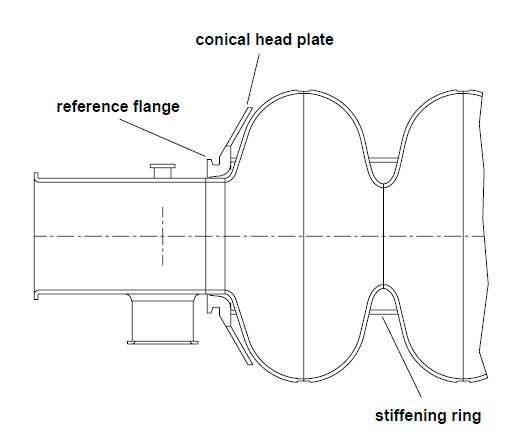 conical head plate
reference flange
stiffening ring